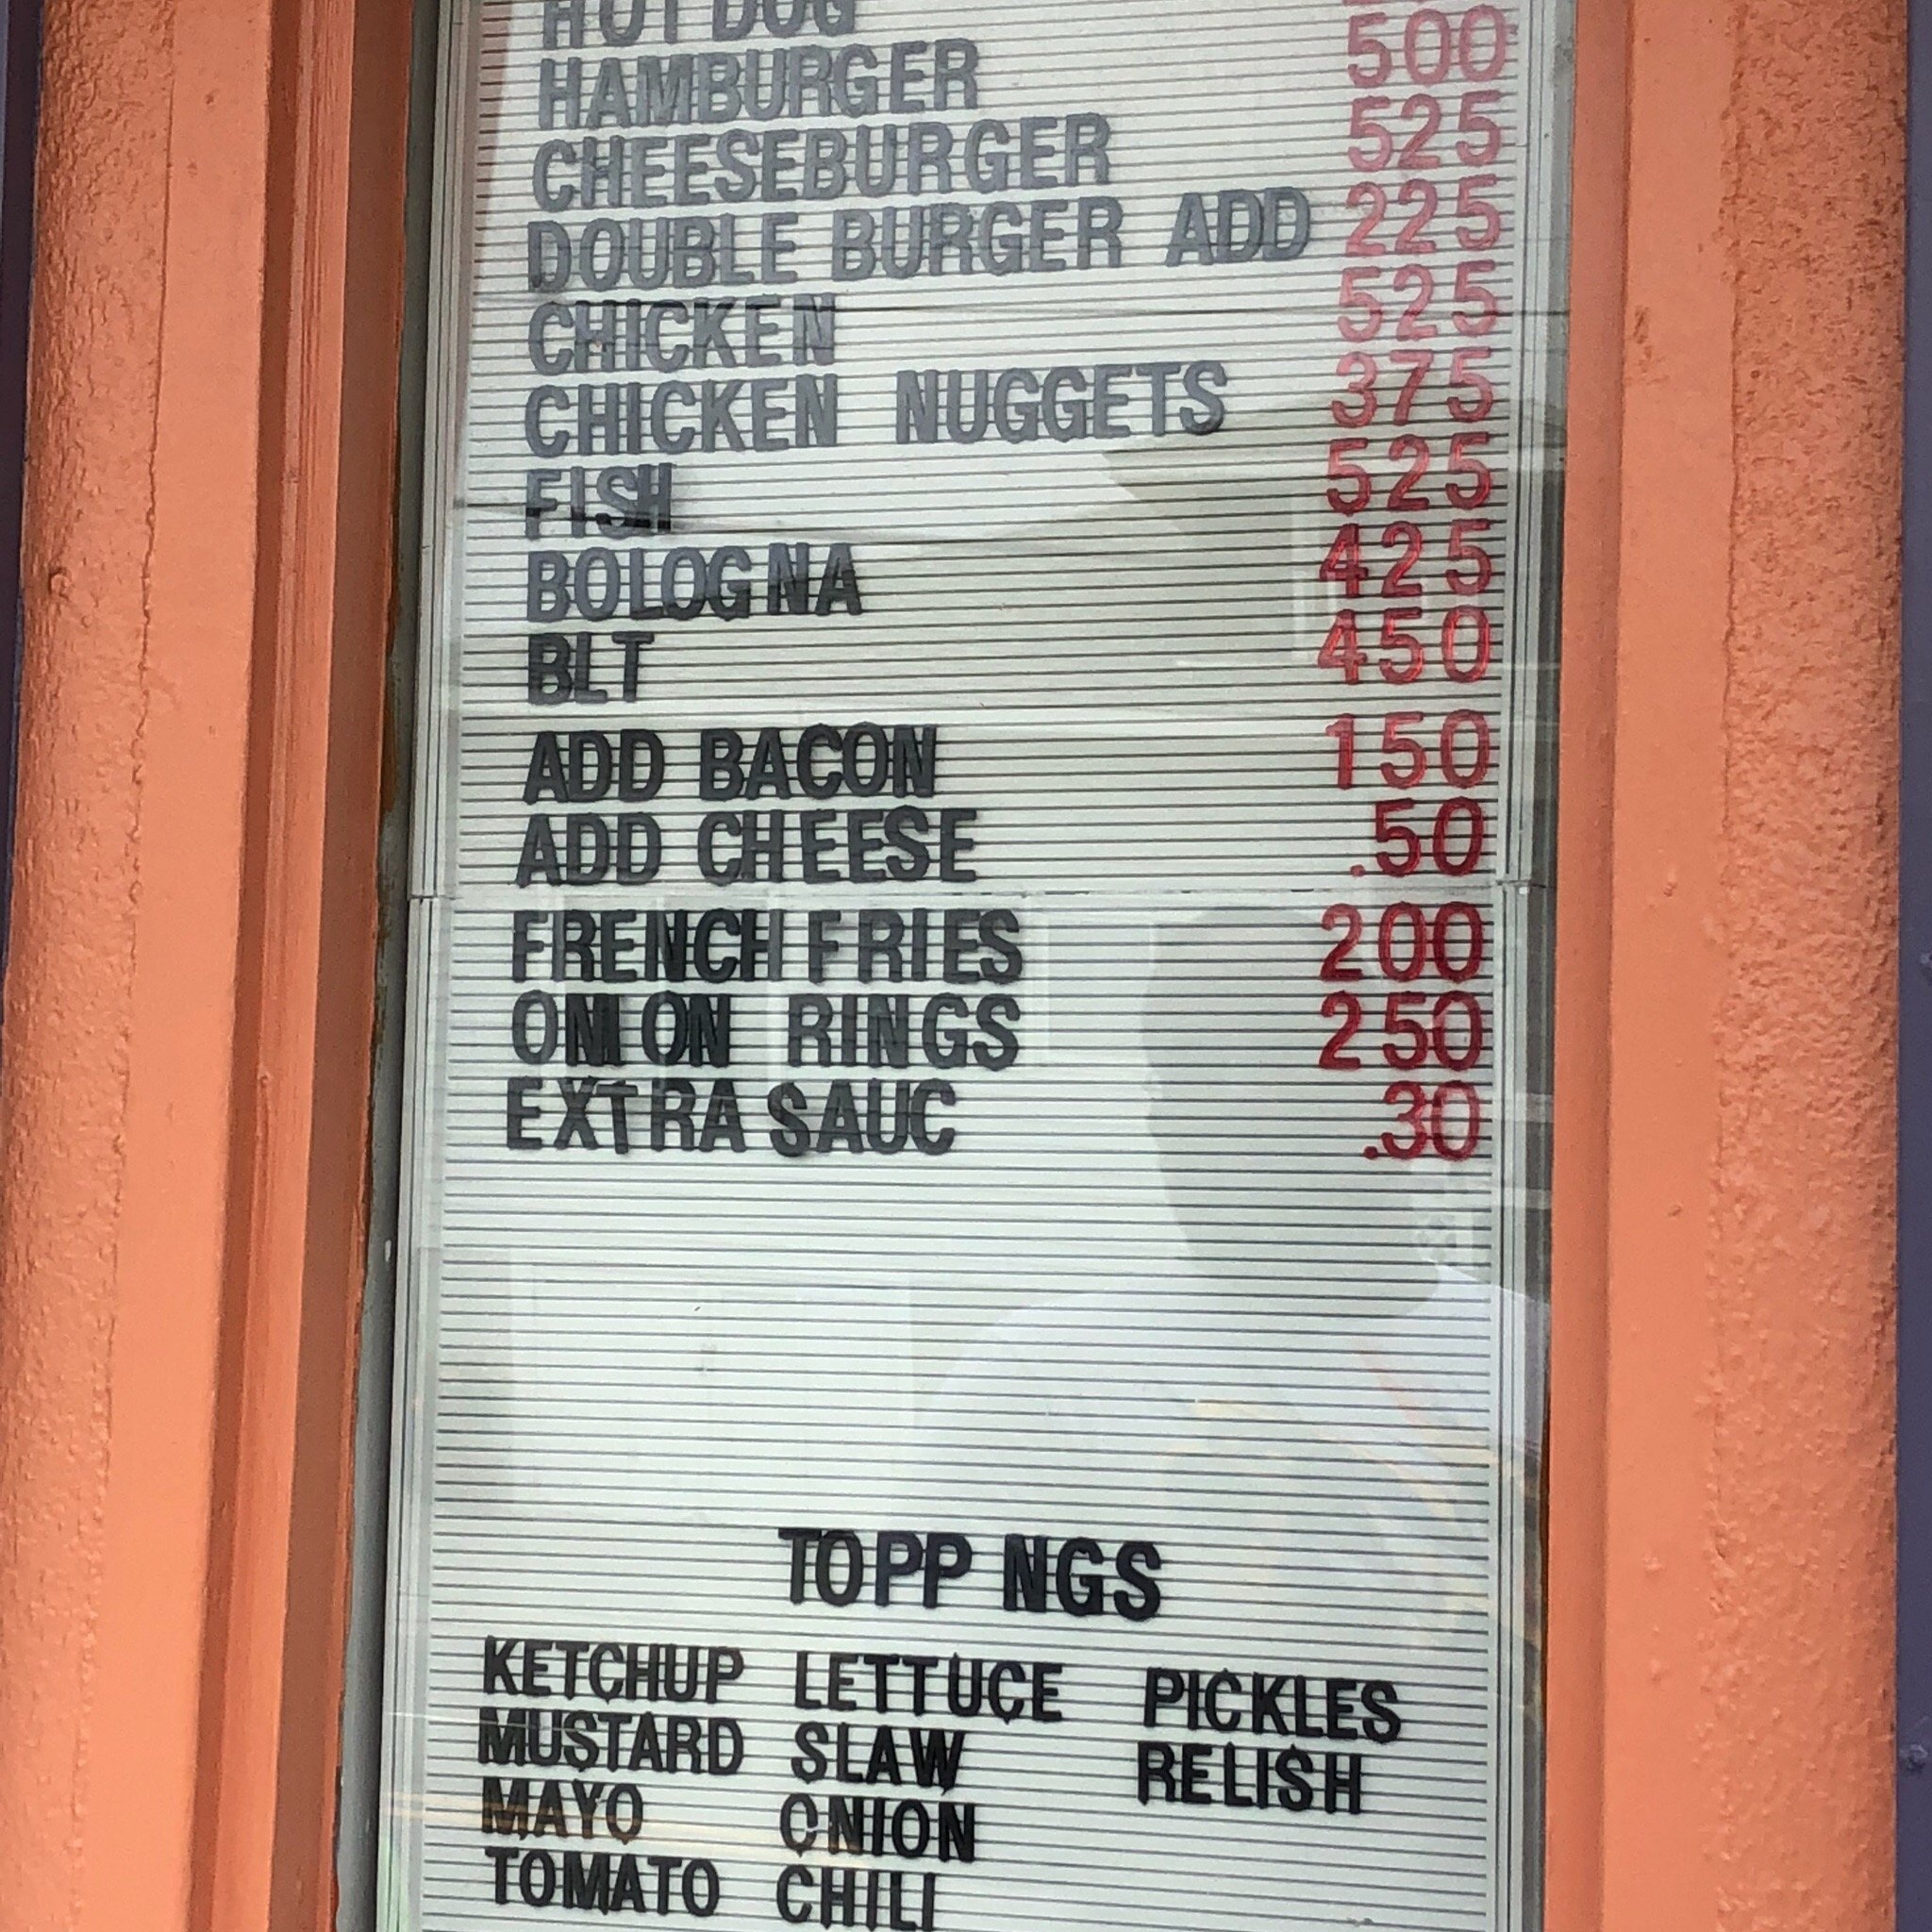 HOT DOG
HAMBURGER 500
CHEESEBURGER 525
DOUBLE BURGER ADD 225
CHICKEN 525
CHICKEN NUGGETS 375
FISH 525
BOLOGNA 425
BLT 450
ADD BACON 150
ADD CHEESE .50
FRENCH FRIES 200
ONION RINGS 250
EXTRA SAUC .30
TOPP NGS
KETCHUP LETTUCE PICKLES
MUSTARD SLAW RELISH
MAYO ONION
TOMATO CHILI